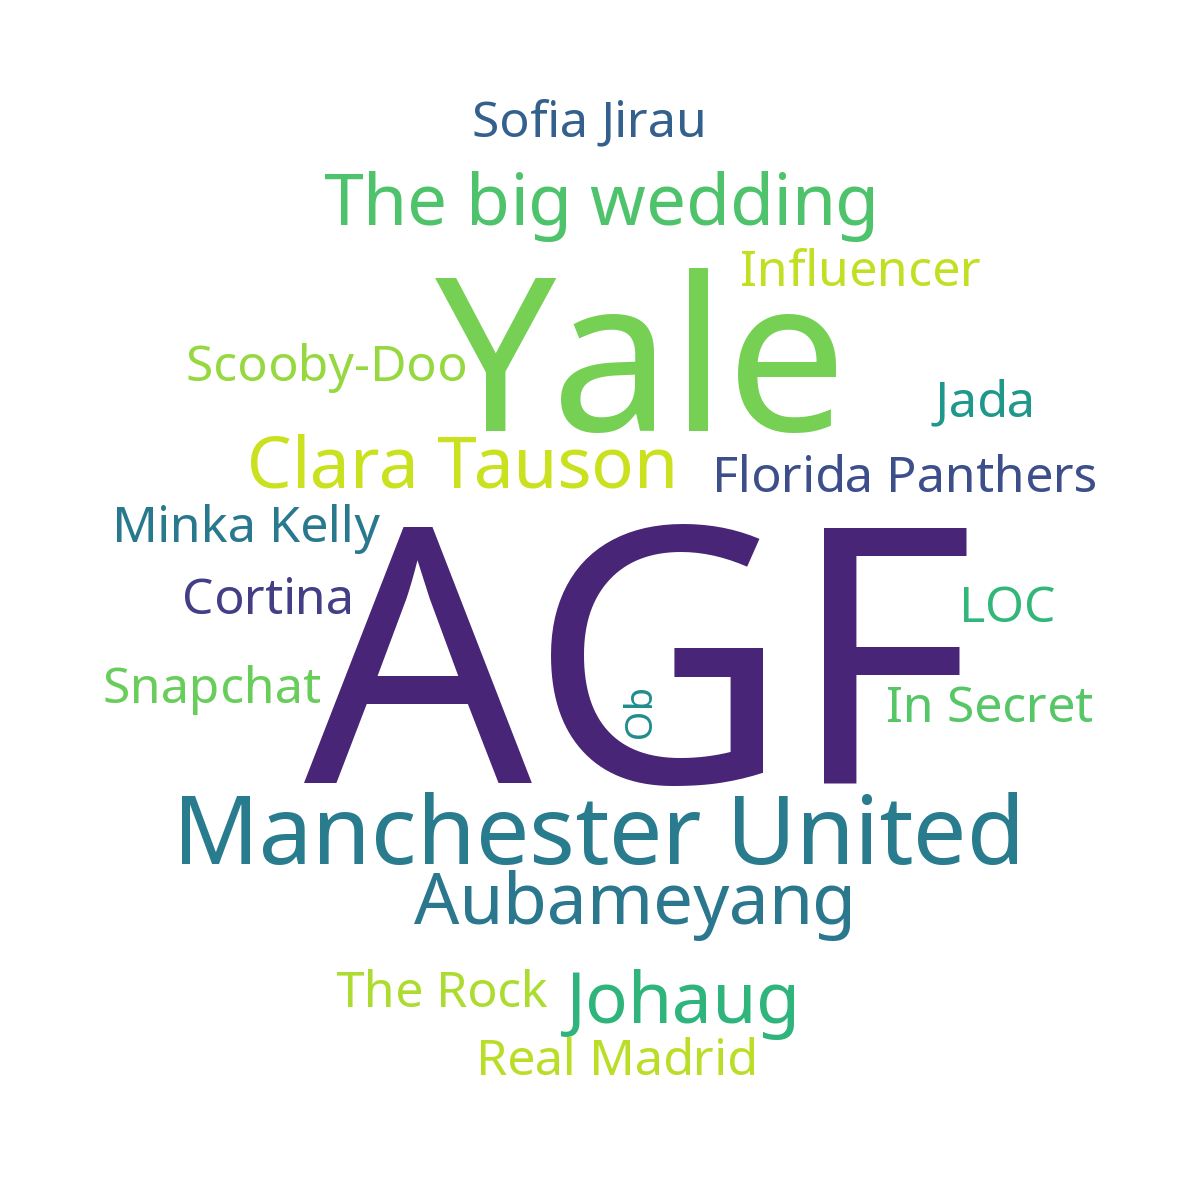 Sofia Jirau
The big wedding
Influencer
Yale
Scooby-Doo
Jada
Clara Tauson
Florida Panthers
Minka Kelly
AGF
Cortina
LOC
Snapchat
In Secret
Ob
Manchester United
Aubameyang
The Rock
Johaug
Real Madrid